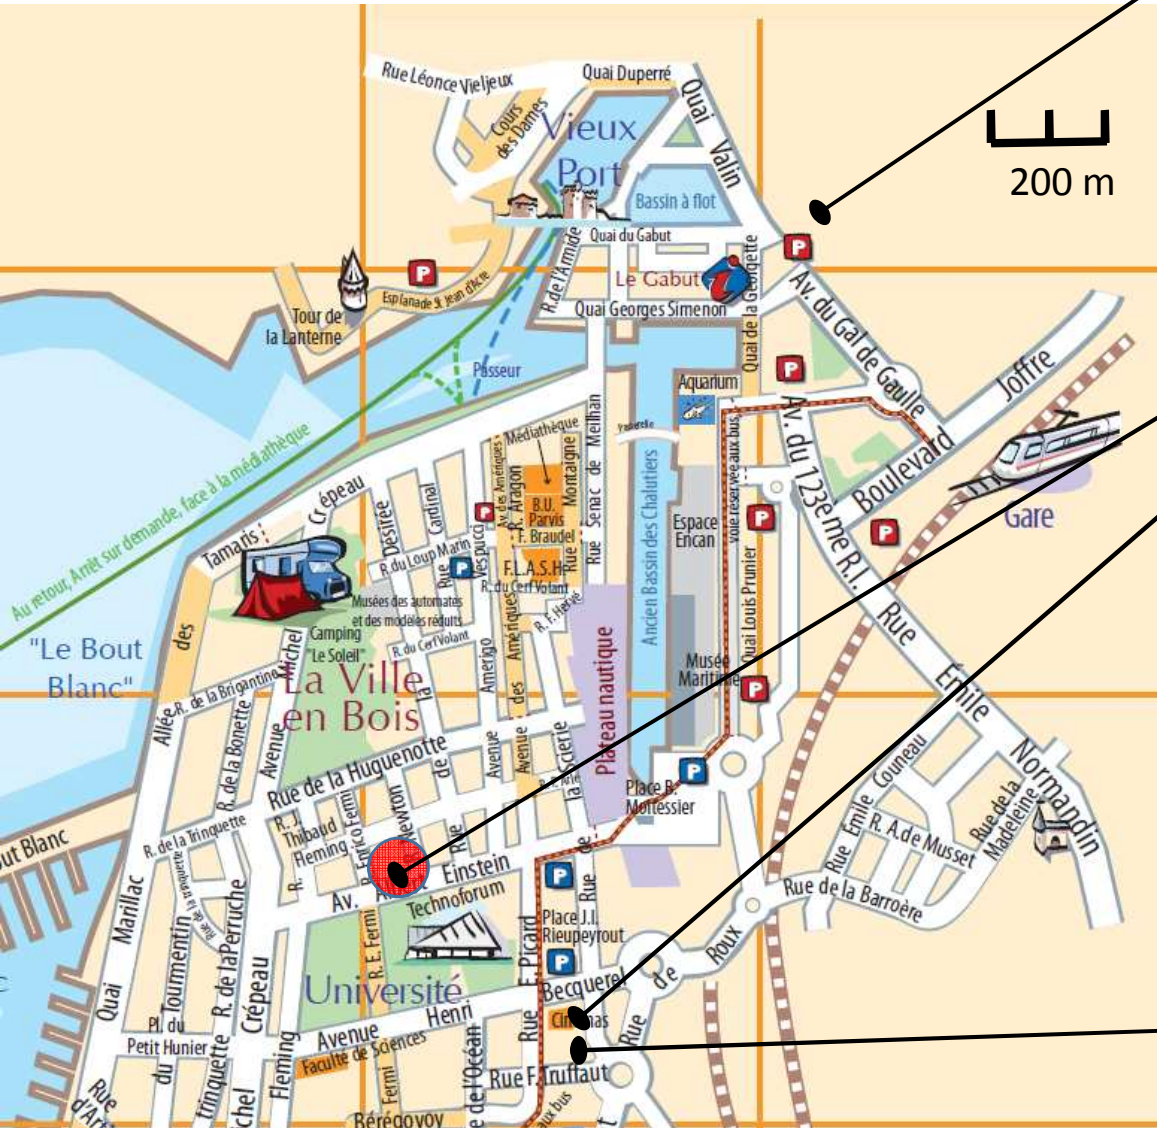 Rue Léonce Vieljeux
Quai Duperré
Cours
des Dames
Vieux
Port
Quai
Valin
200 m
Bassin à flot
Quai du Gabut
R. de l'Armide
Le Gabut
Quai de la Georgette
P
P
Esplanade St Jean d'Acre
Quai Georges Simenon
Tour de
la Lanterne
Av. du Gal de Gaulle
Passeur
Joffre
Boulevard
P
Aquarium
Au retour, Arrêt sur demande, face à la médiathèque
Médiathèque
Passerelle
Rue Senac de Meilhan
Rue Montaigne
R. Aragon
Av. des Amériques
B.U.
Parvis
F. Braudel
F.L.A.S.H.
Crépeau
Tamaris
Désirée
Cardinal
R. du Loup Marin
Rue
Vespucci
P
P
R. du Cerf Volant
R. F. Hervé
Ancien Bassin des Chalutiers
Espace
Encan
voie réservée aux bus
Av. du 123ème R.I.
P
P
Gare
Quai Louis Prunier
Musées des automates
et des modèles réduits
Camping
"Le Soleil"
R. du Cerf Volant
"Le Bout
Blanc"
des
Allée
Michel
Avenue
La Ville
en Bois
la
de
Amerigo
Avenue
Amériques
des
Avenue
Plateau nautique
Musée
Maritime
P
Rue
Émile
Normandin
R. de la Brigantine
R. de la Bonette
Rue de la Huguenotte
la Scierie
de
Rue
P
Place B.
Moitessier
Rue Émile Couneau
R. A. de Musset
Rue de la
Madeleine
Rue de la Barroère
R. de la Trinquette
R. J.
Thibaud
R. Fleming
R. Enrico Fermi
Newton
Rue
Av.
Einstein
Technoforum
P
Place J.I.
Rieupeyrout
P
out Blanc
Quai Marillac
du Tourmentin
R. de la Perruche
Crépeau
R. E. Fermi
Université
Rue E. Picard
Becquerel
Henri
Avenue
Faculté de Sciences
Fermi
de l'Océan
Rue de Roux
Cinémas
Rue
Rue F. Truffaut
Pl. du
Petit Hunier
trinquette
chel
Fleming
Bérégovoy
aux bus
Rue